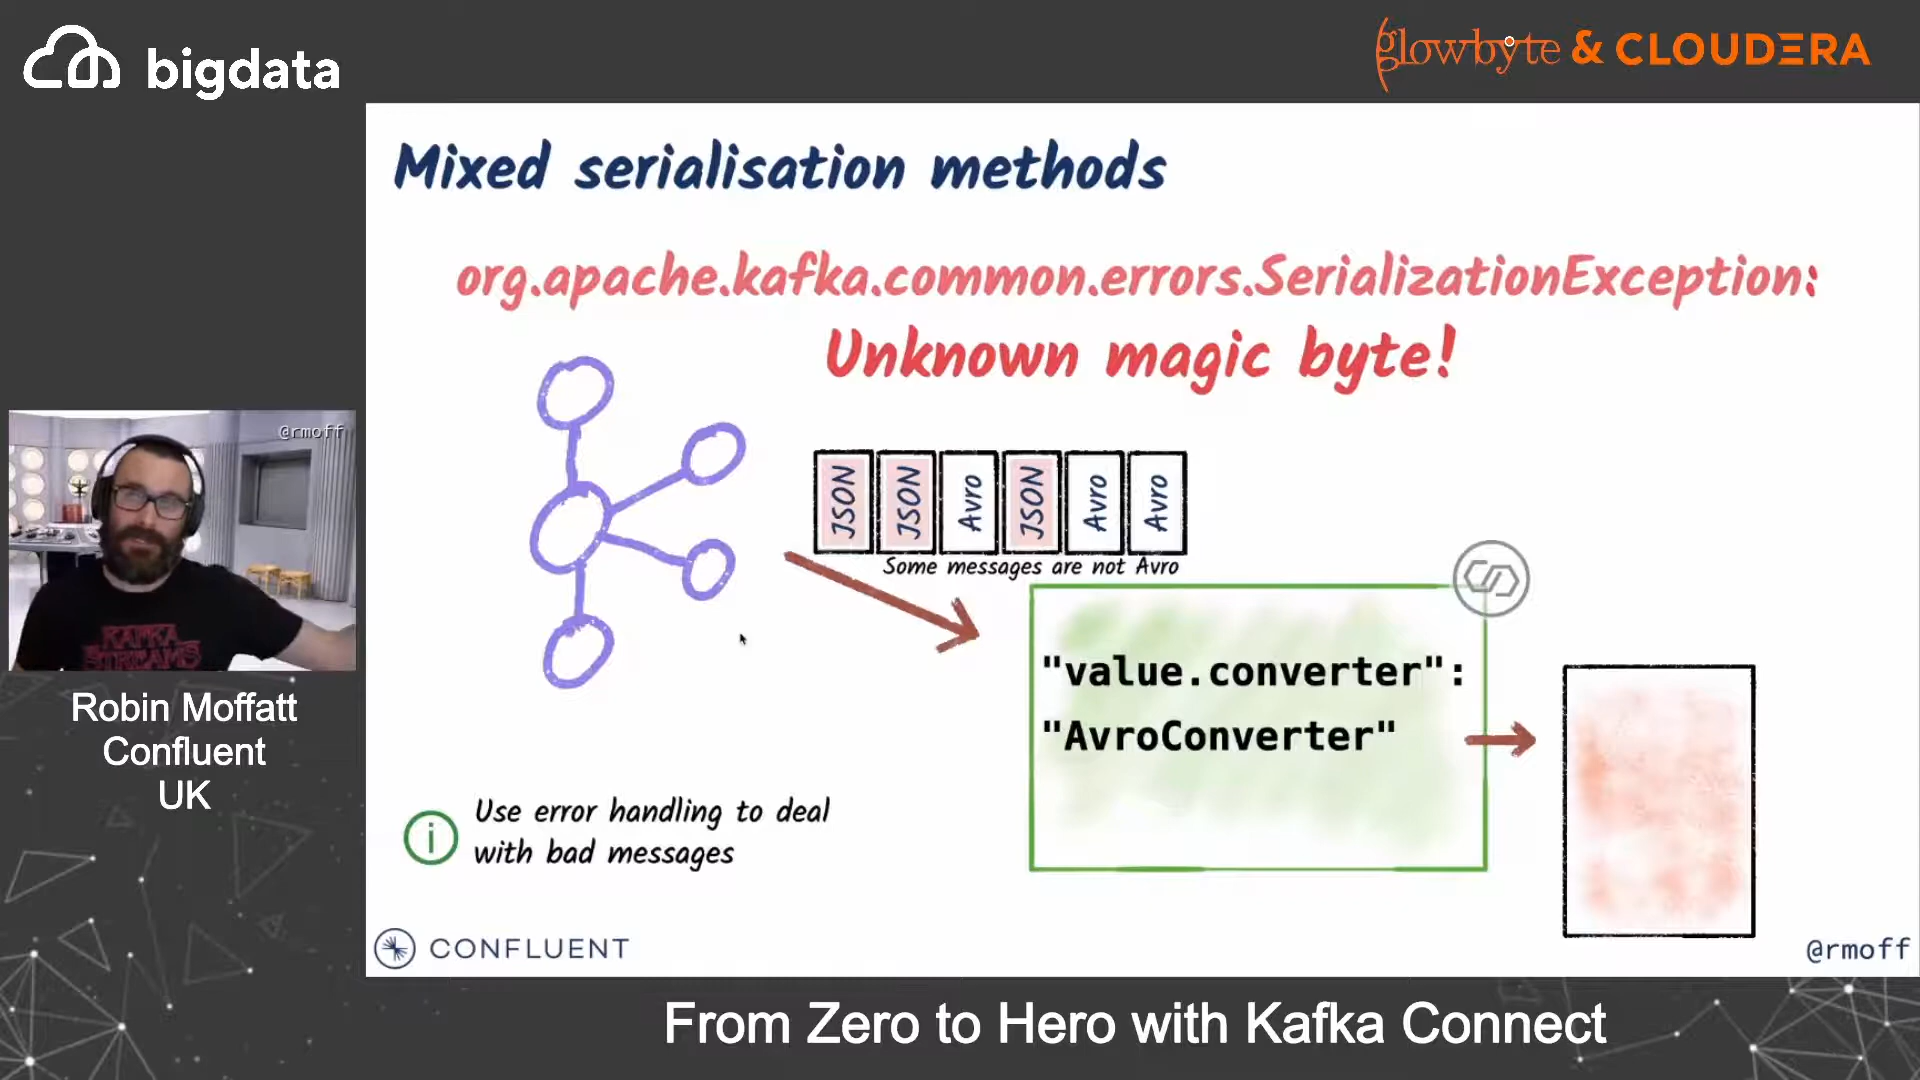 bigdata
glowbyte & CLOUDERA
Mixed serialisation methods
org.apache.kafka.common.errors.SerializationException:
Unknown magic byte!
@rmoff
JSON
JSON
Avro
JSON
Avro
Avro
Some messages are not Avro
KAFKA
STREAMS
"value.converter":
"AvroConverter"
Robin Moffatt
Confluent
UK
i
Use error handling to deal
with bad messages
CONFLUENT
@rmoff
From Zero to Hero with Kafka Connect